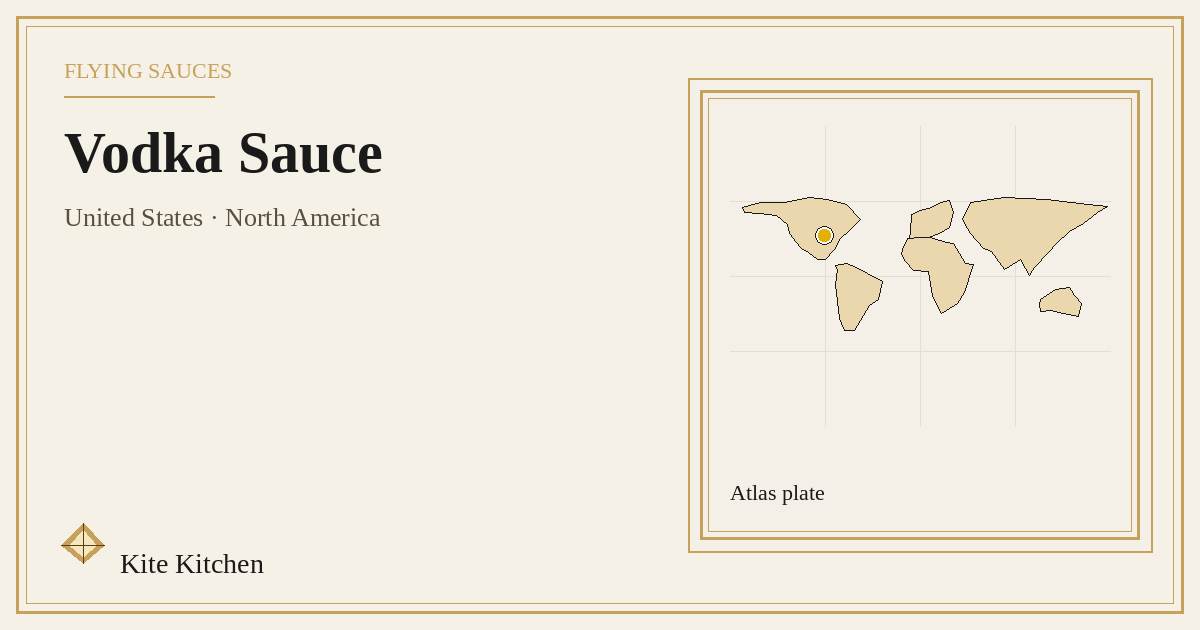 FLYING SAUCES
Vodka Sauce
United States · North America
Atlas plate
Kite Kitchen